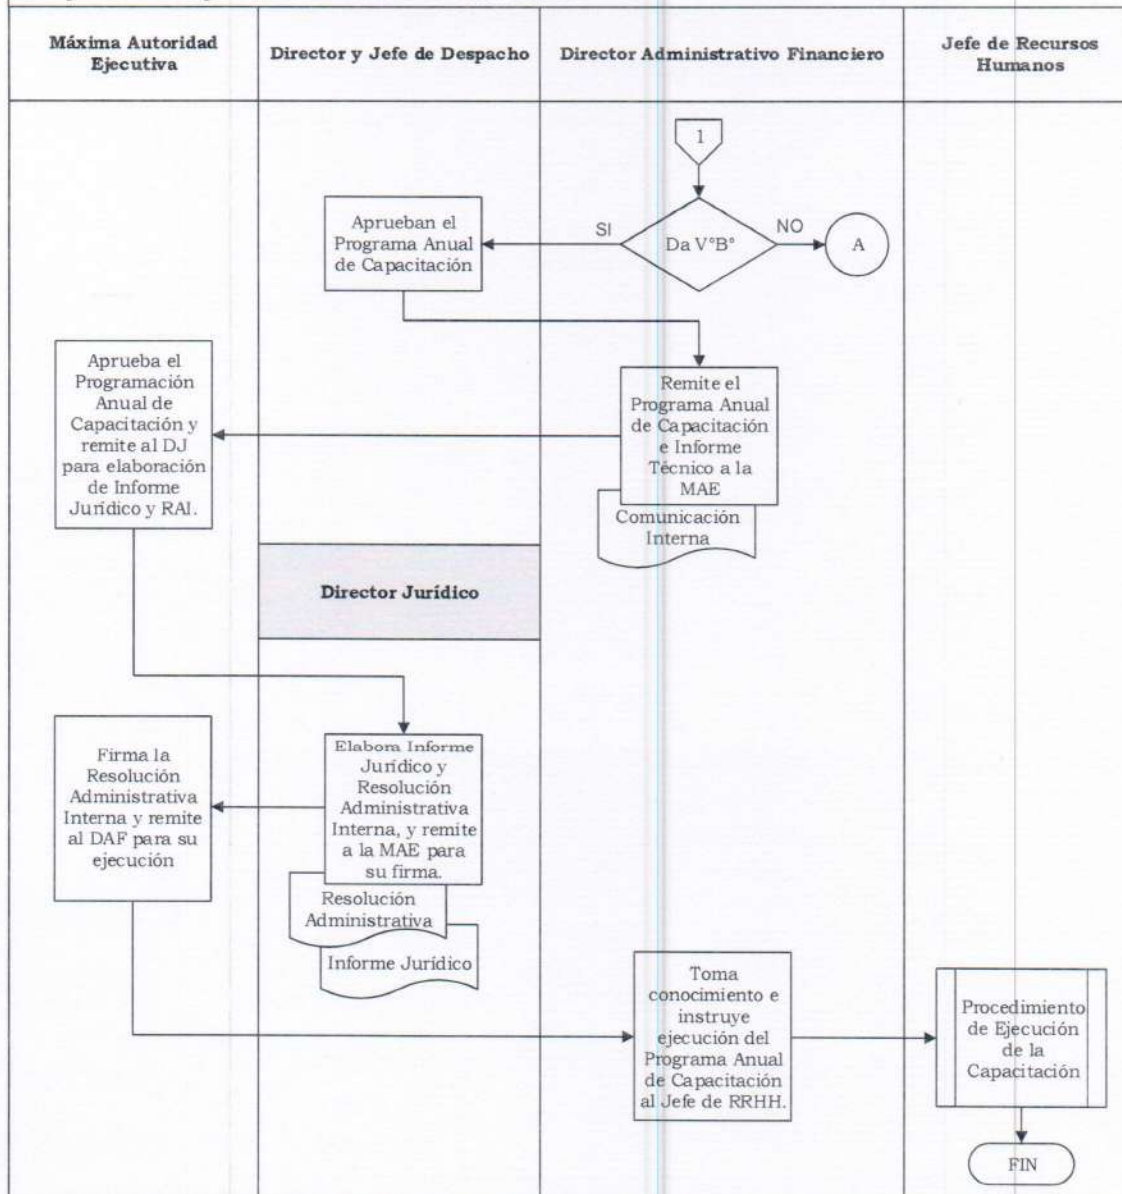 Máxima Autoridad
Ejecutiva
Director y Jefe de Despacho
Director Administrativo Financiero
Jefe de Recursos
Humanos
1
Da V°B°
SI
NO
A
Aprueban el
Programa Anual
de Capacitación
Remite el
Programa Anual
de Capacitación
e Informe
Técnico a la
MAE
Comunicación
Interna
Aprueba el
Programación
Anual de
Capacitación y
remite al DJ
para elaboración
de Informe
Jurídico y RAI.
Director Jurídico
Elabora Informe
Jurídico y
Resolución
Administrativa
Interna, y remite
a la MAE para
su firma.
Resolución
Administrativa
Informe Jurídico
Firma la
Resolución
Administrativa
Interna y remite
al DAF para su
ejecución
Toma
conocimiento e
instruye
ejecución del
Programa Anual
de Capacitación
al Jefe de RRHH.
Procedimiento
de Ejecución
de la
Capacitación
FIN